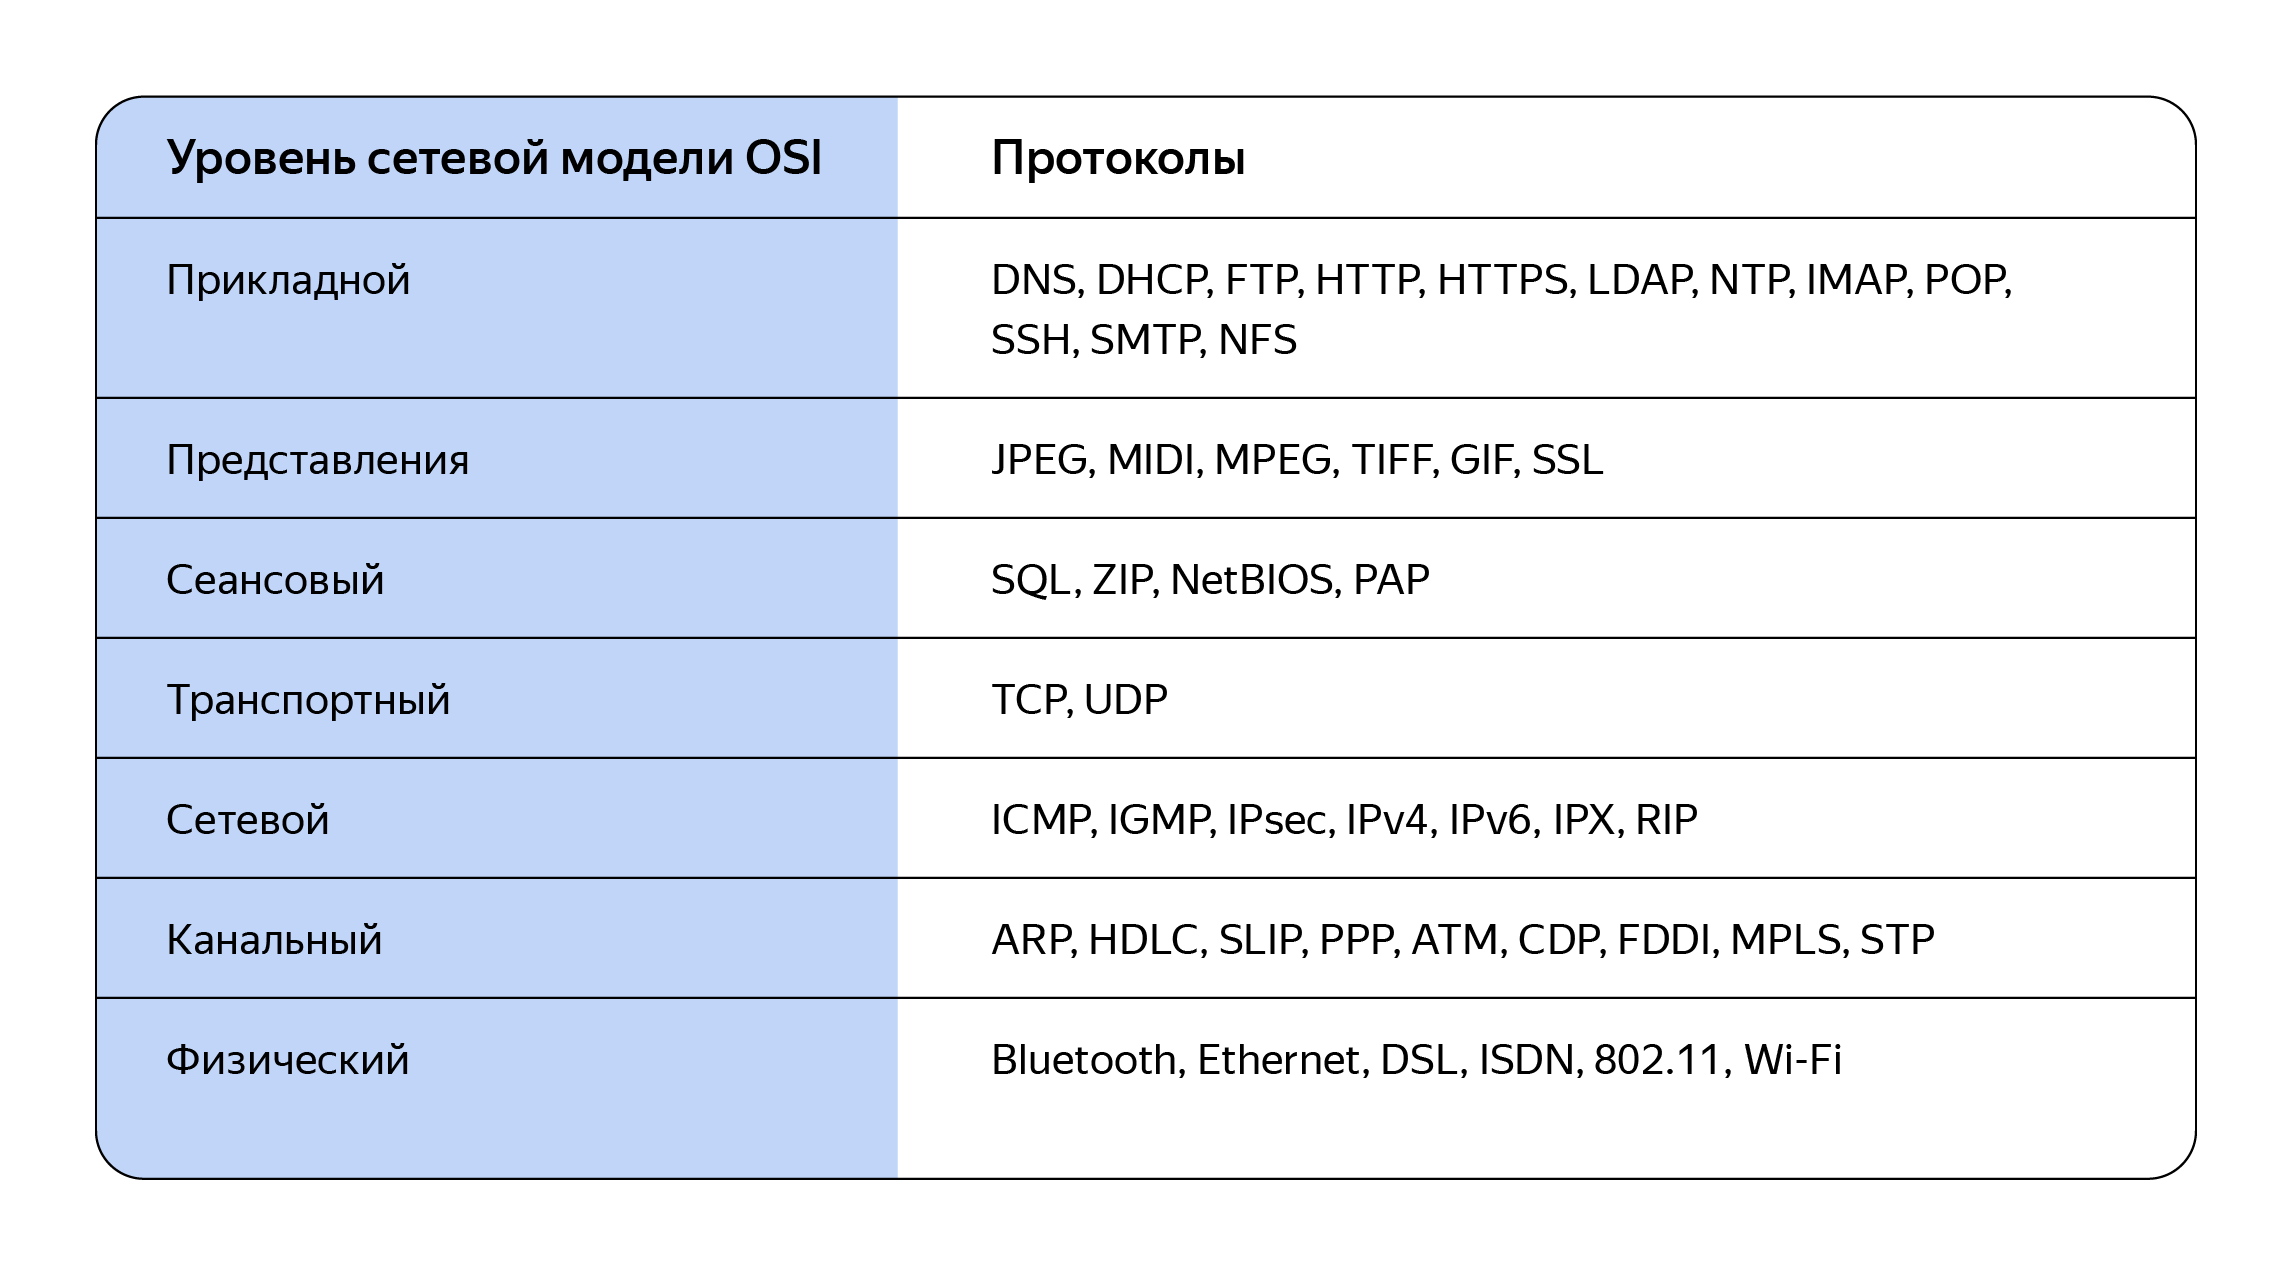 Уровень сетевой модели OSI
Протоколы
Прикладной
DNS, DHCP, FTP, HTTP, HTTPS, LDAP, NTP, IMAP, POP,
SSH, SMTP, NFS
Представления
JPEG, MIDI, MPEG, TIFF, GIF, SSL
Сеансовый
SQL, ZIP, NetBIOS, PAP
Транспортный
TCP, UDP
Сетевой
ICMP, IGMP, IPsec, IPv4, IPv6, IPX, RIP
Канальный
ARP, HDLC, SLIP, PPP, ATM, CDP, FDDI, MPLS, STP
Физический
Bluetooth, Ethernet, DSL, ISDN, 802.11, Wi-Fi